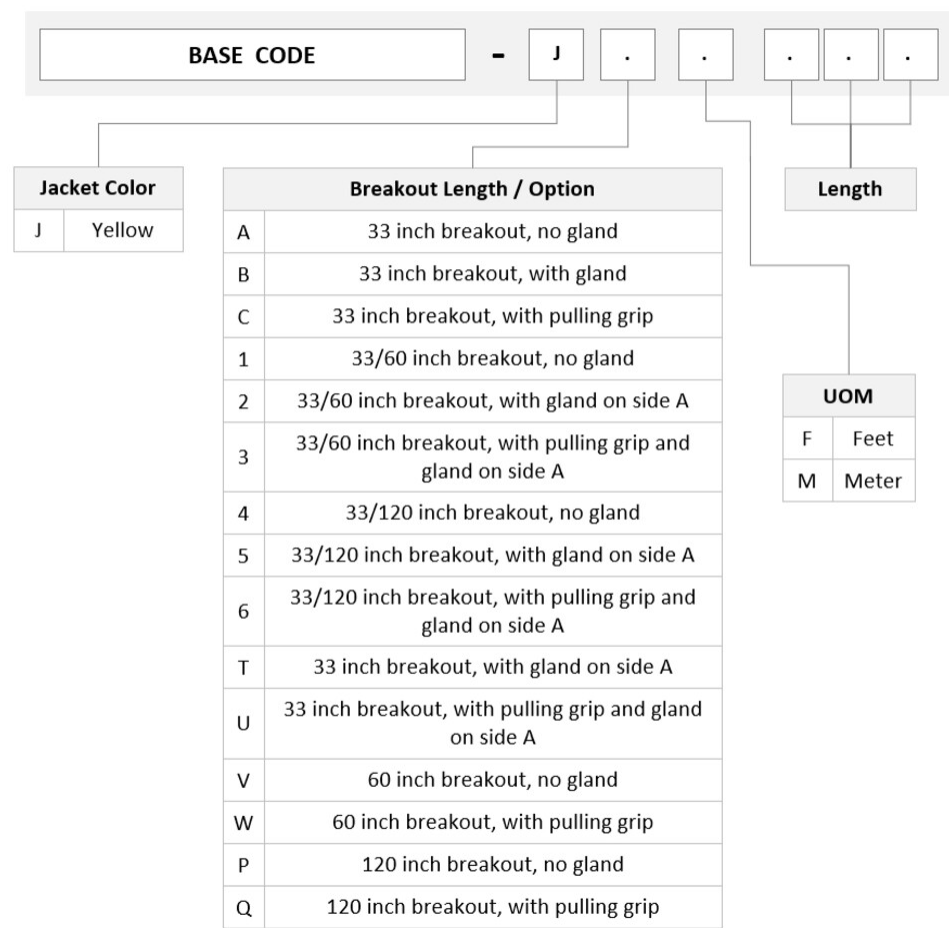 BASE CODE - J . . . . .
Jacket Color
J Yellow
Breakout Length / Option
A 33 inch breakout, no gland
B 33 inch breakout, with gland
C 33 inch breakout, with pulling grip
1 33/60 inch breakout, no gland
2 33/60 inch breakout, with gland on side A
3 33/60 inch breakout, with pulling grip and
gland on side A
4 33/120 inch breakout, no gland
5 33/120 inch breakout, with gland on side A
6 33/120 inch breakout, with pulling grip and
gland on side A
T 33 inch breakout, with gland on side A
U 33 inch breakout, with pulling grip and gland
on side A
V 60 inch breakout, no gland
W 60 inch breakout, with pulling grip
P 120 inch breakout, no gland
Q 120 inch breakout, with pulling grip
Length
UOM
F Feet
M Meter